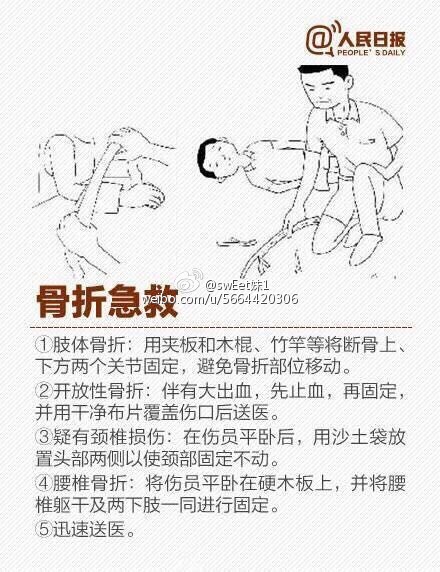 @人民日报
PEOPLE'S DAILY
@swEet妹1
weibo.com/u/5664420306
骨折急救
①肢体骨折：用夹板和木棍、竹竿等将断骨上、
下方两个关节固定，避免骨折部位移动。
②开放性骨折：伴有大出血，先止血，再固定，
并用干净布片覆盖伤口后送医。
③疑有颈椎损伤：在伤员平卧后，用沙土袋放
置头部两侧以使颈部固定不动。
④腰椎骨折：将伤员平卧在硬木板上，并将腰
椎躯干及两下肢一同进行固定。
⑤迅速送医。